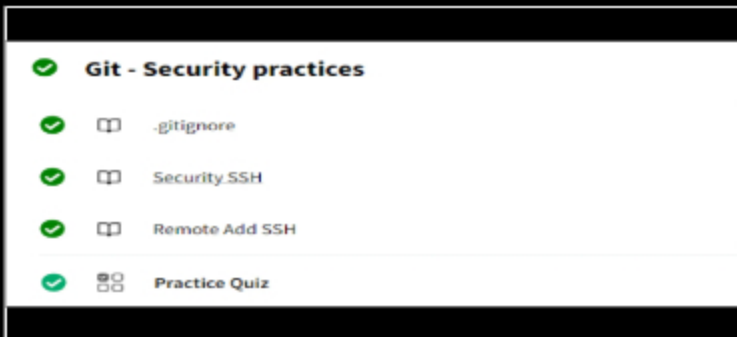 Git - Security practices
.gitignore
Security SSH
Remote Add SSH
Practice Quiz